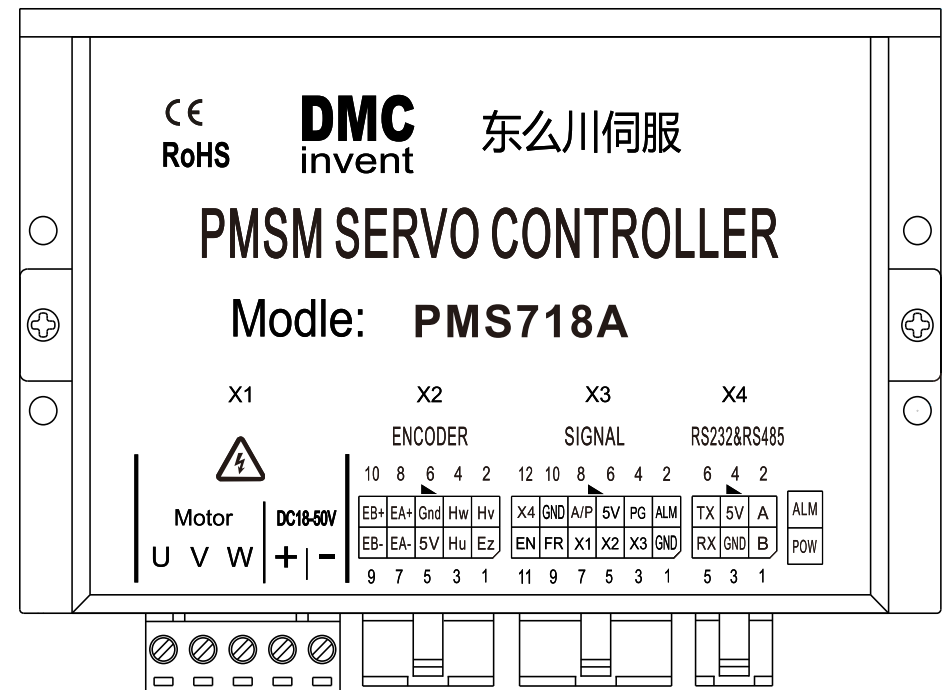 CE
RoHS
DMC
invent
东么川伺服
PMSM SERVO CONTROLLER
Modle: PMS718A
X1
Motor
U V W
DC18-50V
+ | -
X2
ENCODER
10 8 6 4 2
EB+ EA+ Gnd Hw Hv
EB- EA- 5V Hu Ez
9 7 5 3 1
X3
SIGNAL
12 10 8 6 4 2
X4 GND A/P 5V PG ALM
EN FR X1 X2 X3 GND
11 9 7 5 3 1
X4
RS232&RS485
6 4 2
TX 5V A
RX GND B
5 3 1
ALM
POW